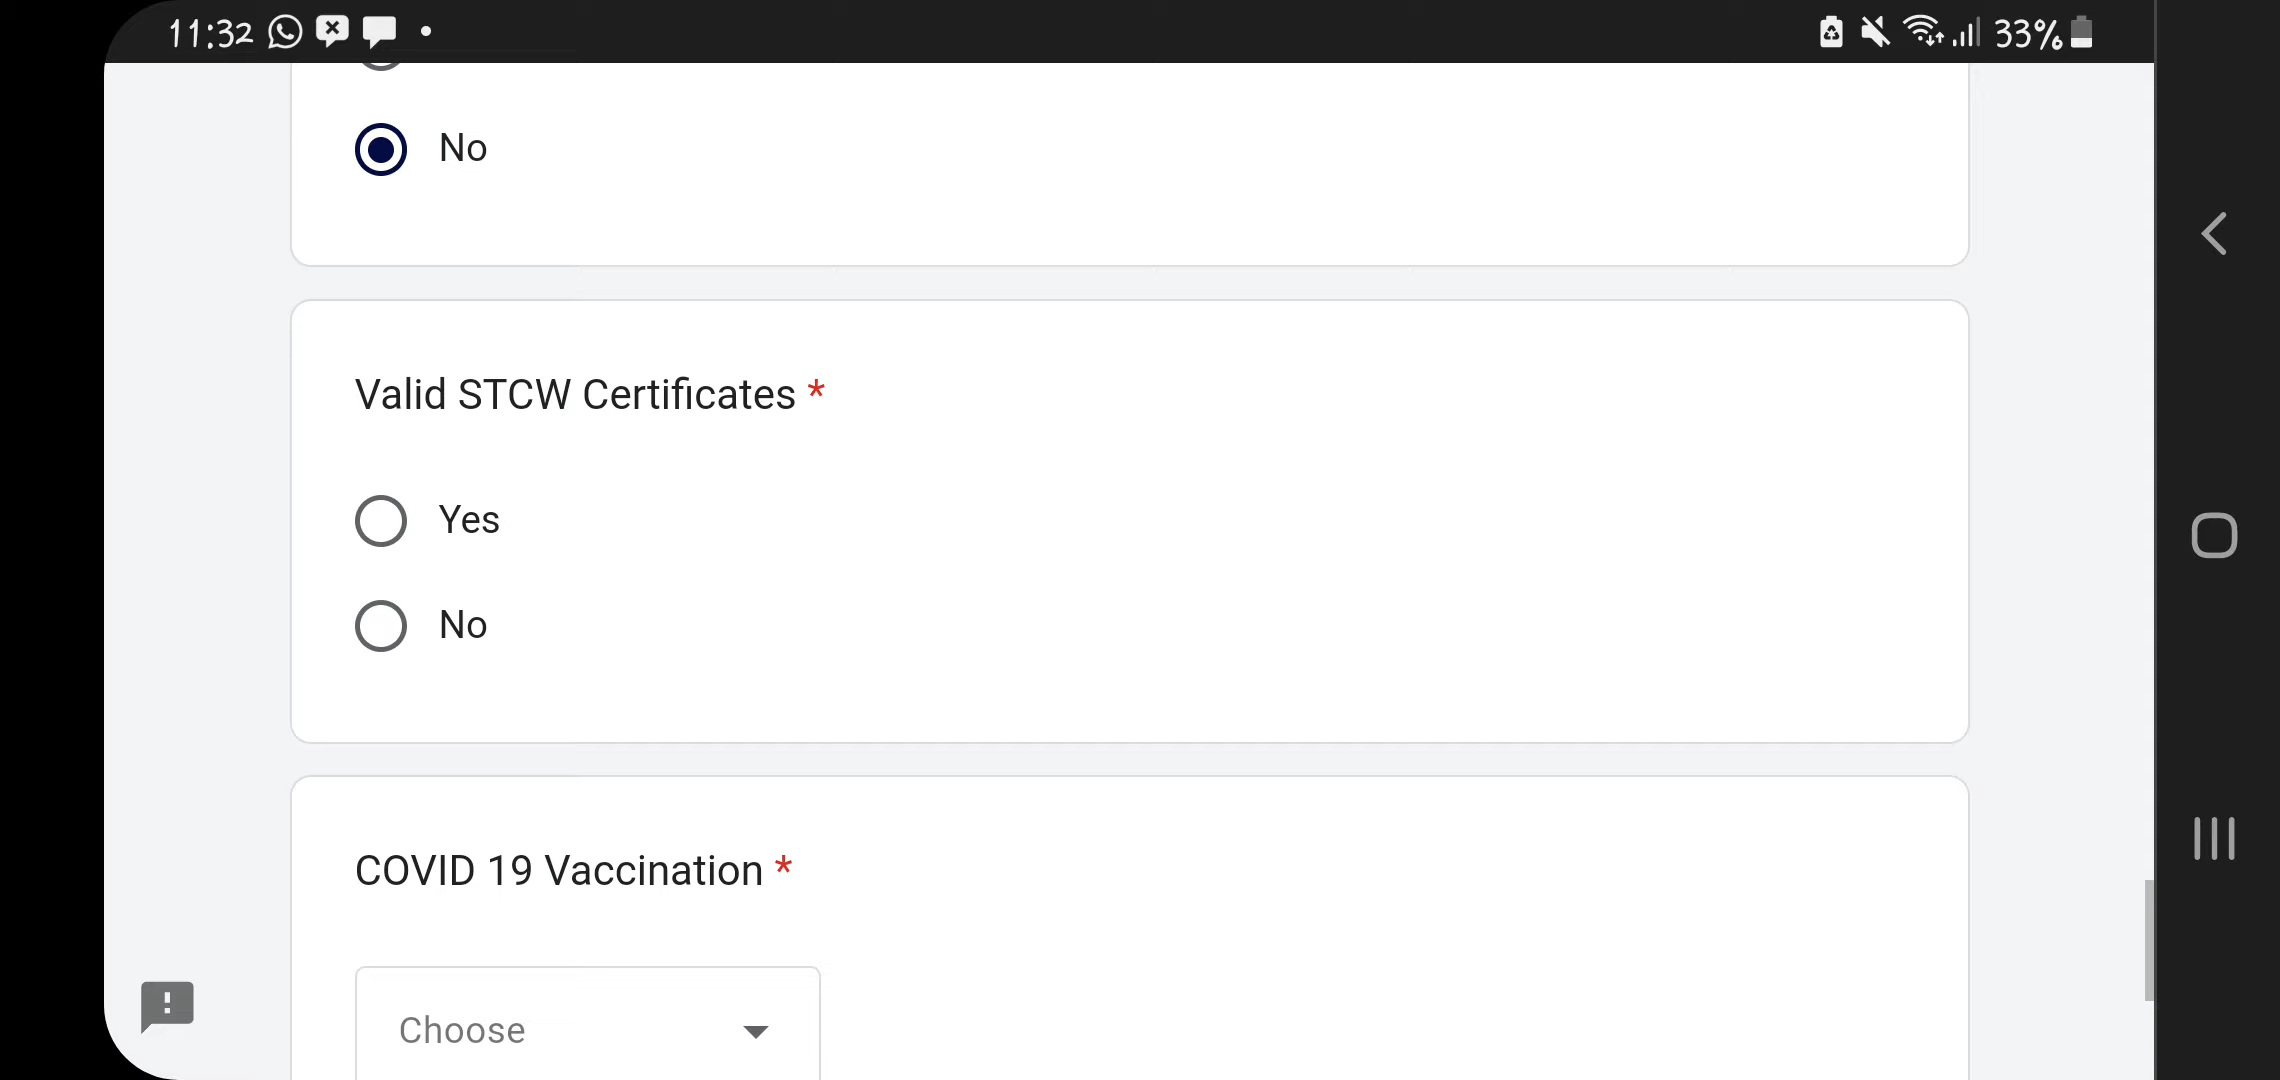 11:32 33%
No
Valid STCW Certificates *
Yes
No
COVID 19 Vaccination *
Choose